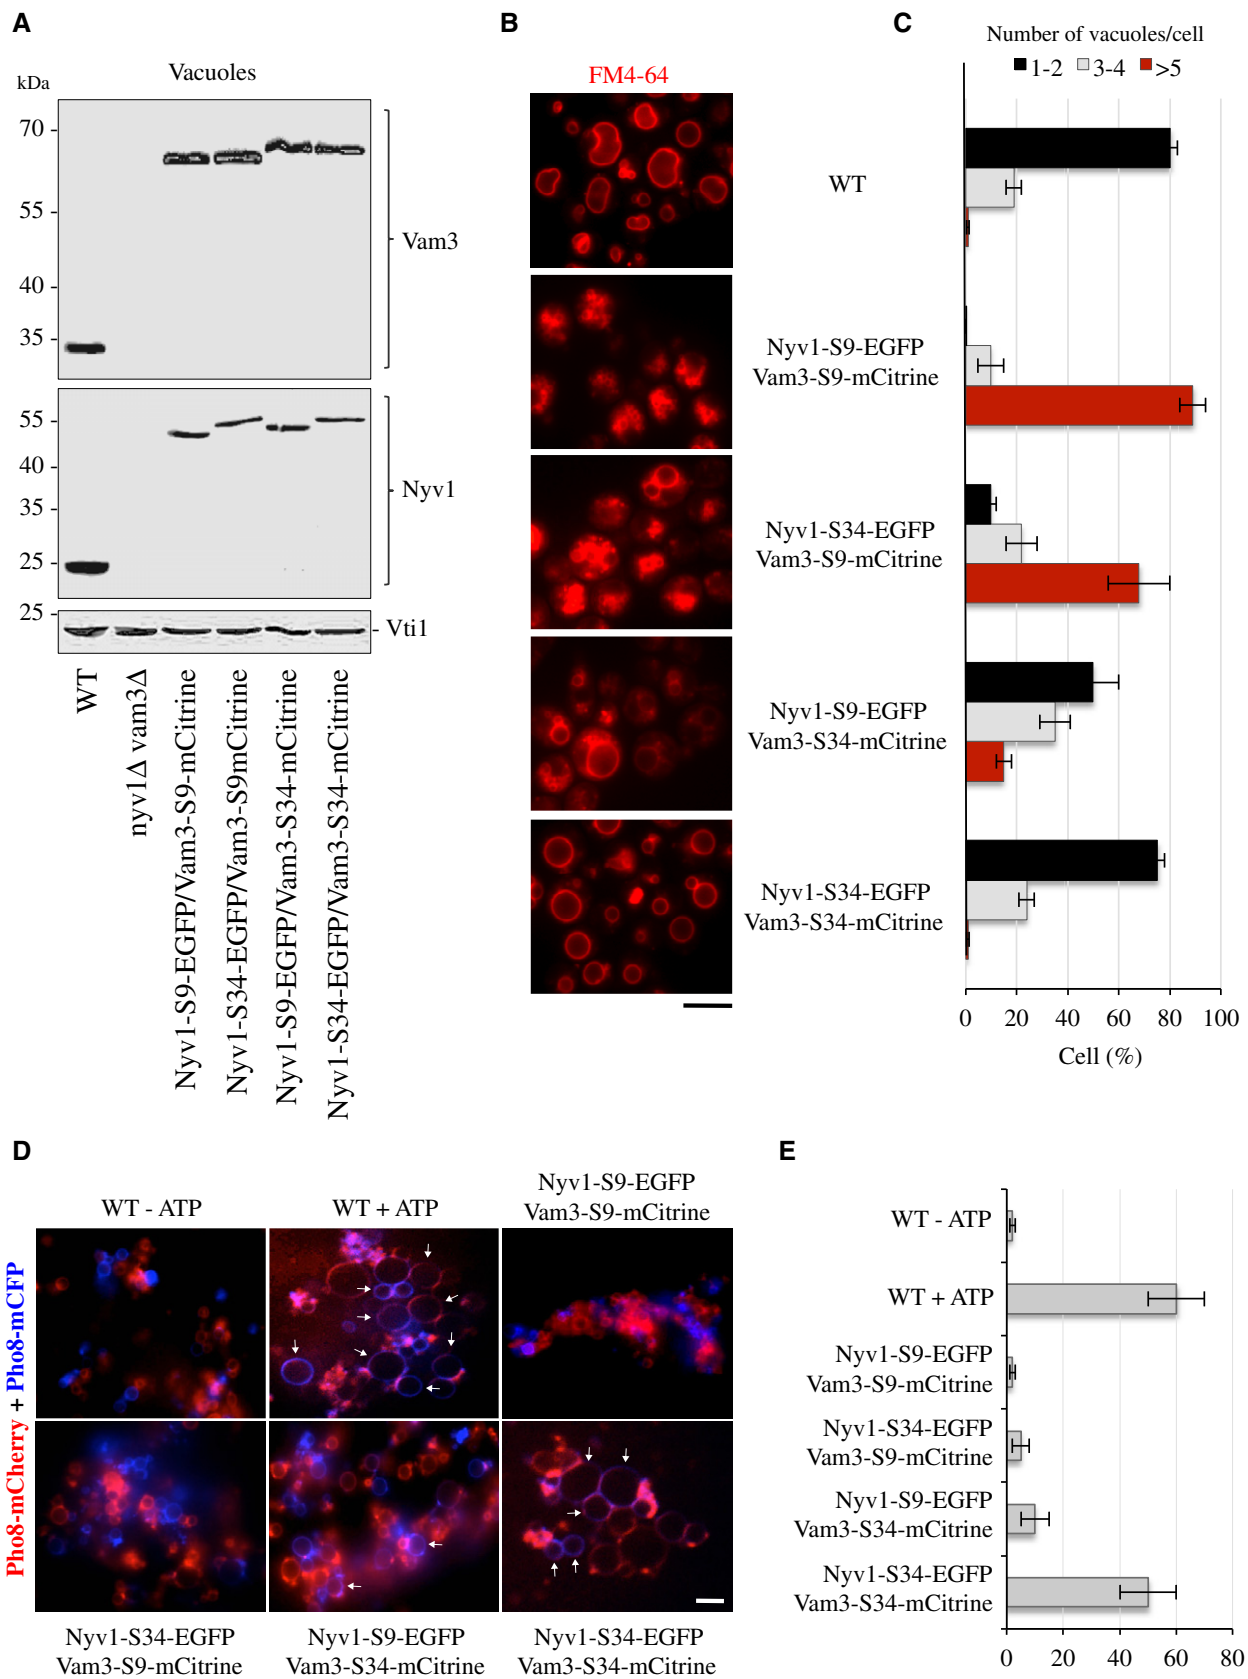 A
Vacuoles
kDa
70
55
40
35
Vam3
55
40
35
25
Nyv1
25
Vti1
WT
nyv1Δ vam3Δ
Nyv1-S9-EGFP/Vam3-S9-mCitrine
Nyv1-S34-EGFP/Vam3-S9mCitrine
Nyv1-S9-EGFP/Vam3-S34-mCitrine
Nyv1-S34-EGFP/Vam3-S34-mCitrine
B
FM4-64
C
Number of vacuoles/cell
1-2 3-4 >5
WT
Nyv1-S9-EGFP
Vam3-S9-mCitrine
Nyv1-S34-EGFP
Vam3-S9-mCitrine
Nyv1-S9-EGFP
Vam3-S34-mCitrine
Nyv1-S34-EGFP
Vam3-S34-mCitrine
0 20 40 60 80 100
Cell (%)
D
WT - ATP
WT + ATP
Nyv1-S9-EGFP
Vam3-S9-mCitrine
Pho8-mCherry + Pho8-mCFP
Nyv1-S34-EGFP
Vam3-S9-mCitrine
Nyv1-S9-EGFP
Vam3-S34-mCitrine
Nyv1-S34-EGFP
Vam3-S34-mCitrine
E
WT - ATP
WT + ATP
Nyv1-S9-EGFP
Vam3-S9-mCitrine
Nyv1-S34-EGFP
Vam3-S9-mCitrine
Nyv1-S9-EGFP
Vam3-S34-mCitrine
Nyv1-S34-EGFP
Vam3-S34-mCitrine
0 20 40 60 80